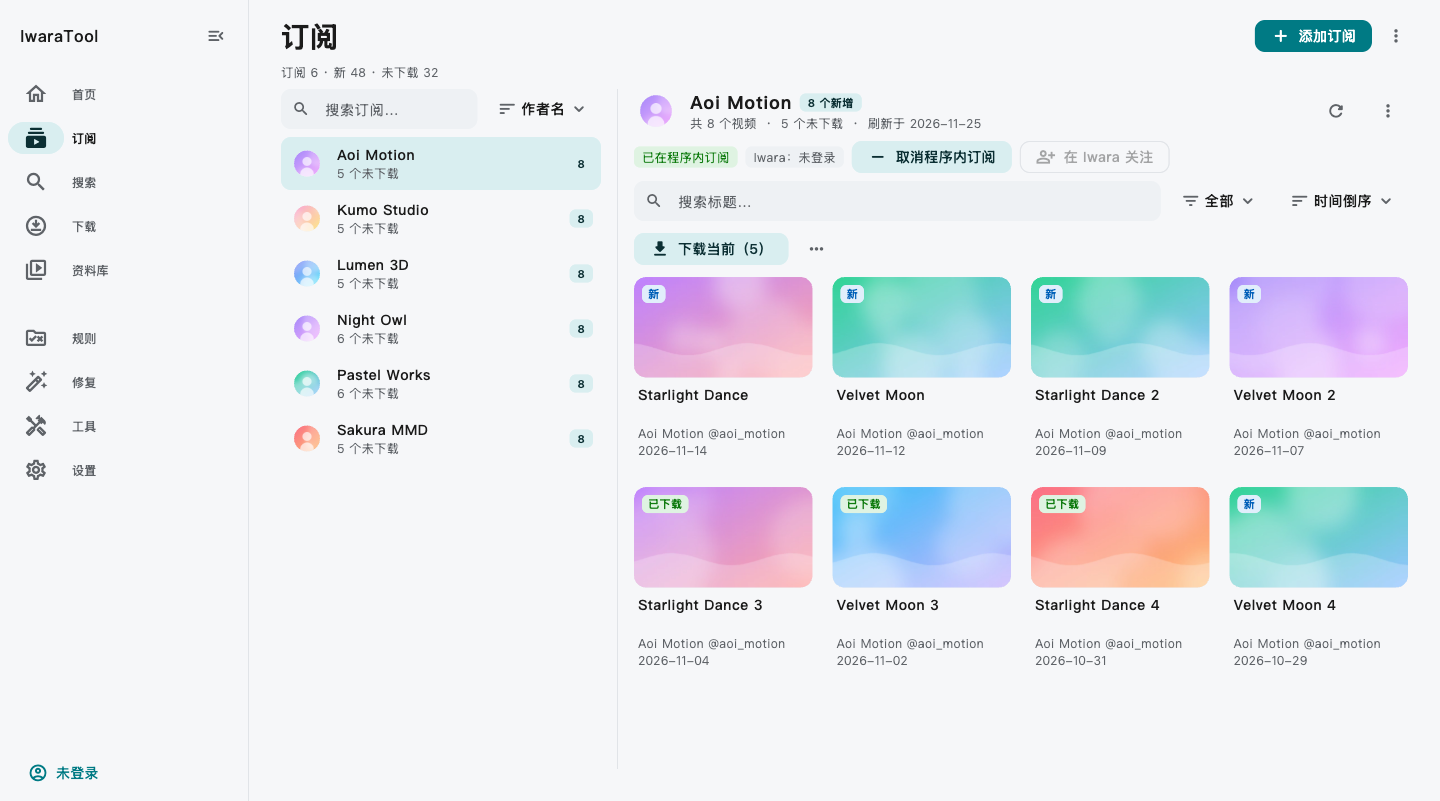 IwaraTool
首页
订阅
搜索
下载
资料库
规则
修复
工具
设置
未登录
订阅
订阅 6 · 新 48 · 未下载 32
添加订阅
搜索订阅...
作者名
Aoi Motion
5 个未下载
8
Kumo Studio
5 个未下载
8
Lumen 3D
5 个未下载
8
Night Owl
6 个未下载
8
Pastel Works
6 个未下载
8
Sakura MMD
5 个未下载
8
Aoi Motion
8 个新增
共 8 个视频 · 5 个未下载 · 刷新于 2026-11-25
已在程序内订阅
Iwara: 未登录
取消程序内订阅
在 Iwara 关注
搜索标题...
全部
时间倒序
下载当前（5）
新
Starlight Dance
Aoi Motion @aoi_motion
2026-11-14
新
Velvet Moon
Aoi Motion @aoi_motion
2026-11-12
新
Starlight Dance 2
Aoi Motion @aoi_motion
2026-11-09
新
Velvet Moon 2
Aoi Motion @aoi_motion
2026-11-07
已下载
Starlight Dance 3
Aoi Motion @aoi_motion
2026-11-04
已下载
Velvet Moon 3
Aoi Motion @aoi_motion
2026-11-02
已下载
Starlight Dance 4
Aoi Motion @aoi_motion
2026-10-31
新
Velvet Moon 4
Aoi Motion @aoi_motion
2026-10-29